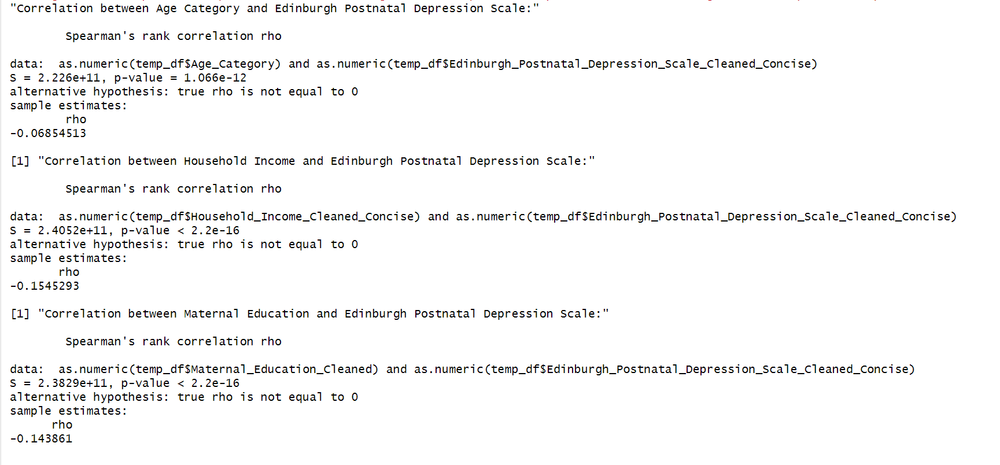 "Correlation between Age Category and Edinburgh Postnatal Depression Scale:"
Spearman's rank correlation rho
data:  as.numeric(temp_df$Age_Category) and as.numeric(temp_df$Edinburgh_Postnatal_Depression_Scale_Cleaned_Concise)
S = 2.226e+11, p-value = 1.066e-12
alternative hypothesis: true rho is not equal to 0
sample estimates:
rho
-0.06854513
[1] "Correlation between Household Income and Edinburgh Postnatal Depression Scale:"
Spearman's rank correlation rho
data:  as.numeric(temp_df$Household_Income_Cleaned_Concise) and as.numeric(temp_df$Edinburgh_Postnatal_Depression_Scale_Cleaned_Concise)
S = 2.4052e+11, p-value < 2.2e-16
alternative hypothesis: true rho is not equal to 0
sample estimates:
rho
-0.1545293
[1] "Correlation between Maternal Education and Edinburgh Postnatal Depression Scale:"
Spearman's rank correlation rho
data:  as.numeric(temp_df$Maternal_Education_Cleaned) and as.numeric(temp_df$Edinburgh_Postnatal_Depression_Scale_Cleaned_Concise)
S = 2.3829e+11, p-value < 2.2e-16
alternative hypothesis: true rho is not equal to 0
sample estimates:
rho
-0.143861